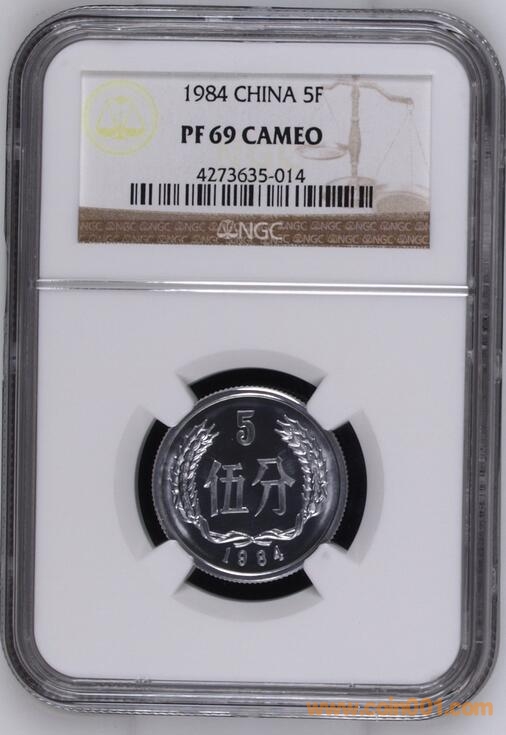 1984 CHINA 5F
PF 69 CAMEO
4273635-014
NGC
5
伍分
1984
www.coin001.com